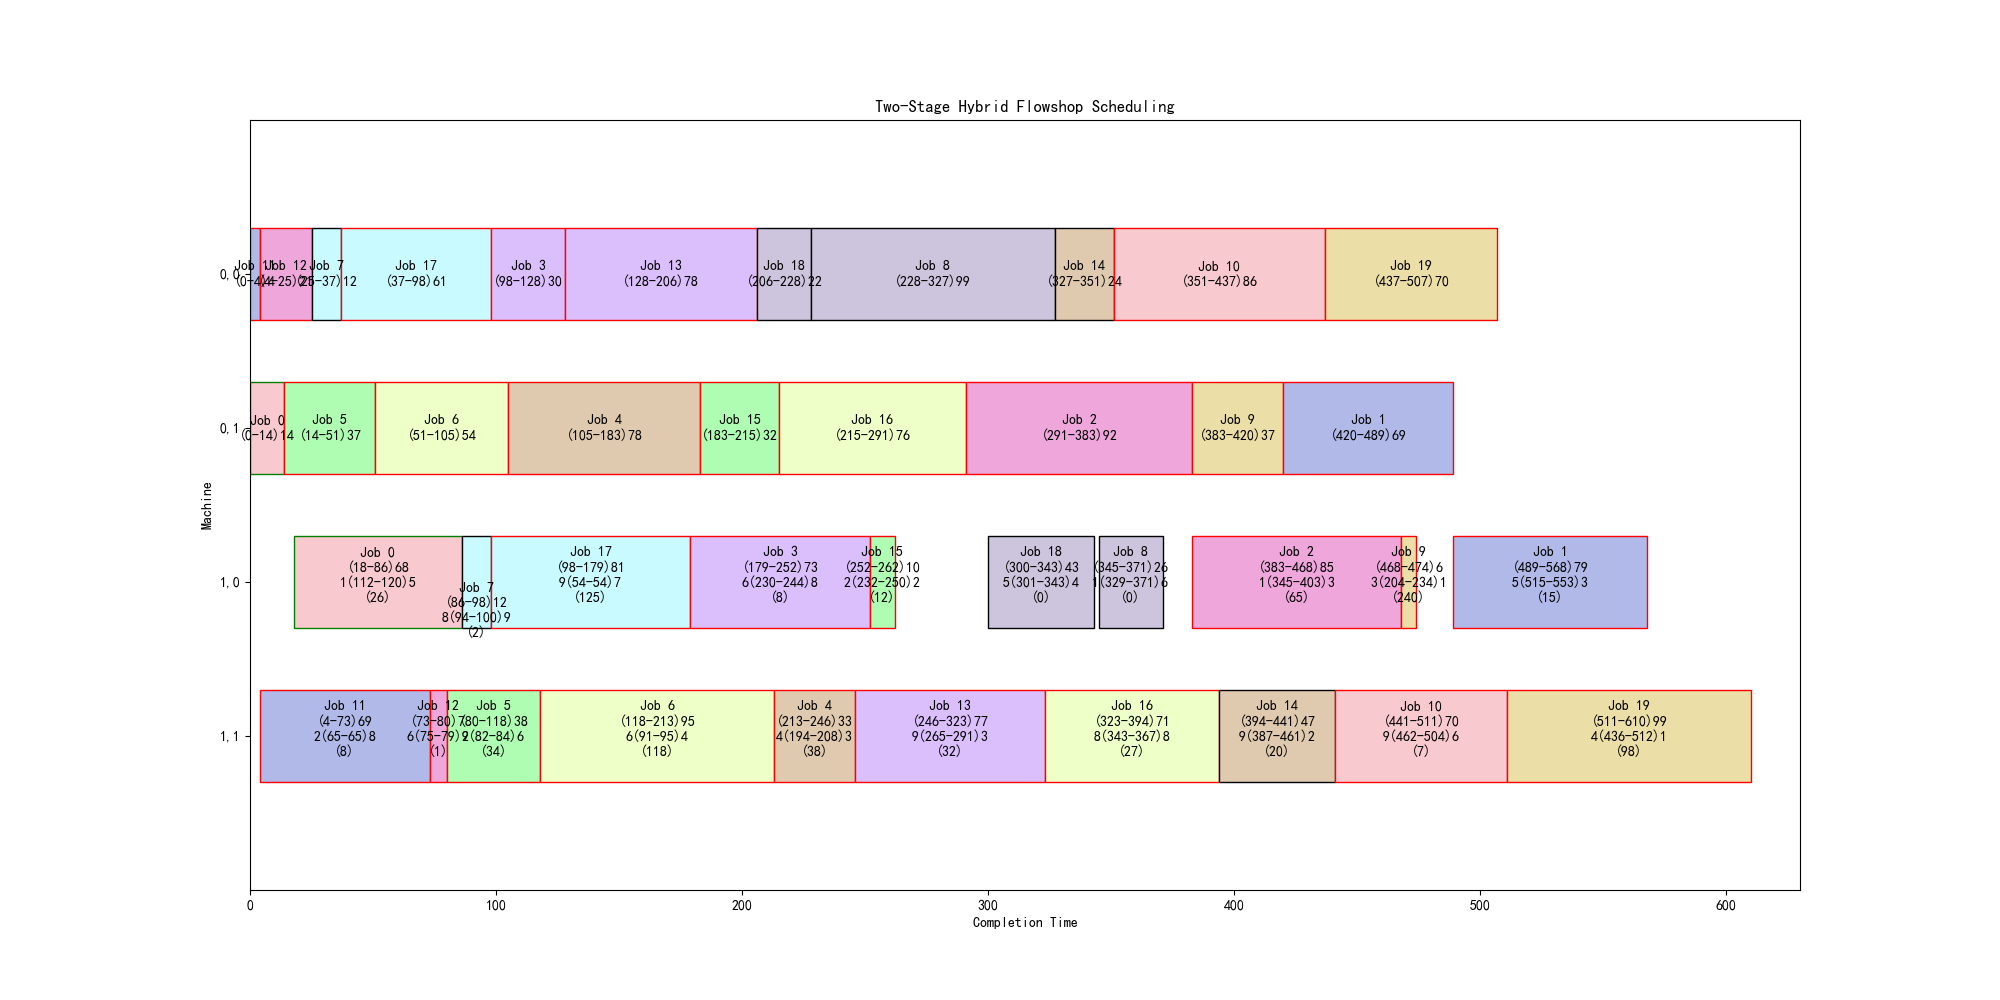 Two-Stage Hybrid Flowshop Scheduling
Machine
0,0
Job 11
(0-4)4
Job 12
(4-25)21
Job 7
(25-37)12
Job 17
(37-98)61
Job 3
(98-128)30
Job 13
(128-206)78
Job 18
(206-228)22
Job 8
(228-327)99
Job 14
(327-351)24
Job 10
(351-437)86
Job 19
(437-507)70
0,1
Job 0
(0-14)14
Job 5
(14-51)37
Job 6
(51-105)54
Job 4
(105-183)78
Job 15
(183-215)32
Job 16
(215-291)76
Job 2
(291-383)92
Job 9
(383-420)37
Job 1
(420-489)69
1,0
Job 0
(18-86)68
1(112-120)5
(26)
Job 7
(86-98)12
8(94-100)9
(2)
Job 17
(98-179)81
9(54-54)7
(125)
Job 3
(179-252)73
6(230-244)8
(8)
Job 15
(252-262)10
2(232-250)2
(12)
Job 18
(300-343)43
5(301-343)4
(0)
Job 8
(345-371)26
1(329-371)6
(0)
Job 2
(383-468)85
1(345-403)3
(65)
Job 9
(468-474)6
3(204-234)1
(240)
Job 1
(489-568)79
5(515-553)3
(15)
1,1
Job 11
(4-73)69
2(65-65)8
(8)
Job 12
(73-80)7
6(75-79)9
(1)
Job 5
(80-118)38
2(82-84)6
(34)
Job 6
(118-213)95
6(91-95)4
(118)
Job 4
(213-246)33
4(194-208)3
(38)
Job 13
(246-323)77
9(265-291)3
(32)
Job 16
(323-394)71
8(343-367)8
(27)
Job 14
(394-441)47
9(387-461)2
(20)
Job 10
(441-511)70
9(462-504)6
(7)
Job 19
(511-610)99
4(436-512)1
(98)
0
100
200
300
400
500
600
Completion Time